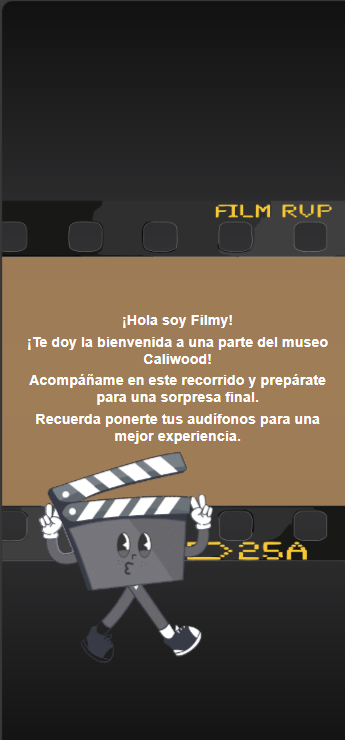 FILM RVP
¡Hola soy Filmy!
¡Te doy la bienvenida a una parte del museo
Caliwood!
Acompáñame en este recorrido y prepárate
para una sorpresa final.
Recuerda ponerte tus audífonos para una
mejor experiencia.
25A